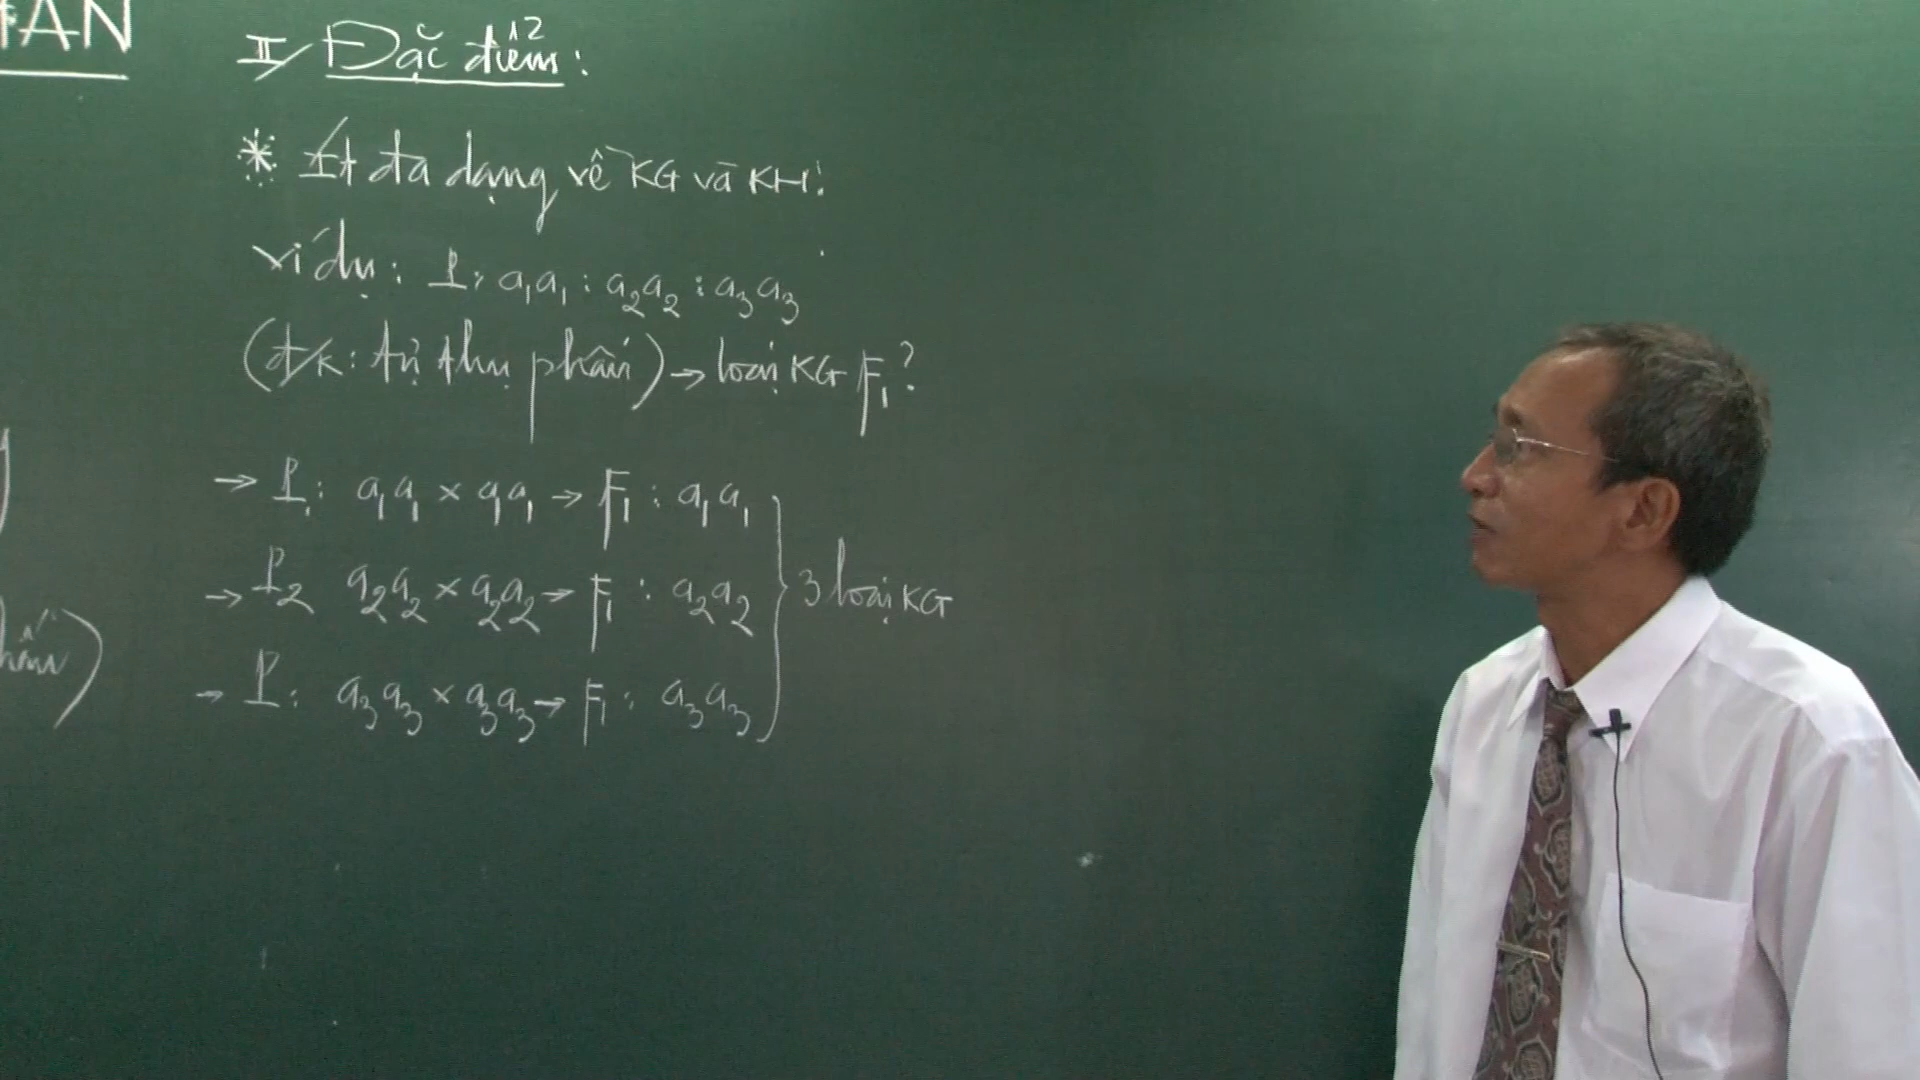 II/ Đặc điểm:
* Ít đa dạng về KG và KH:
ví dụ: P: a₁a₁ : a₂a₂ : a₃a₃
(đ/k: tự thụ phấn) → loại KG F₁?
→ P₁: a₁a₁ × a₁a₁ → F₁ : a₁a₁
→ P₂ a₂a₂ × a₂a₂ → F₁ : a₂a₂
→ P: a₃a₃ × a₃a₃ → F₁ : a₃a₃
3 loại KG